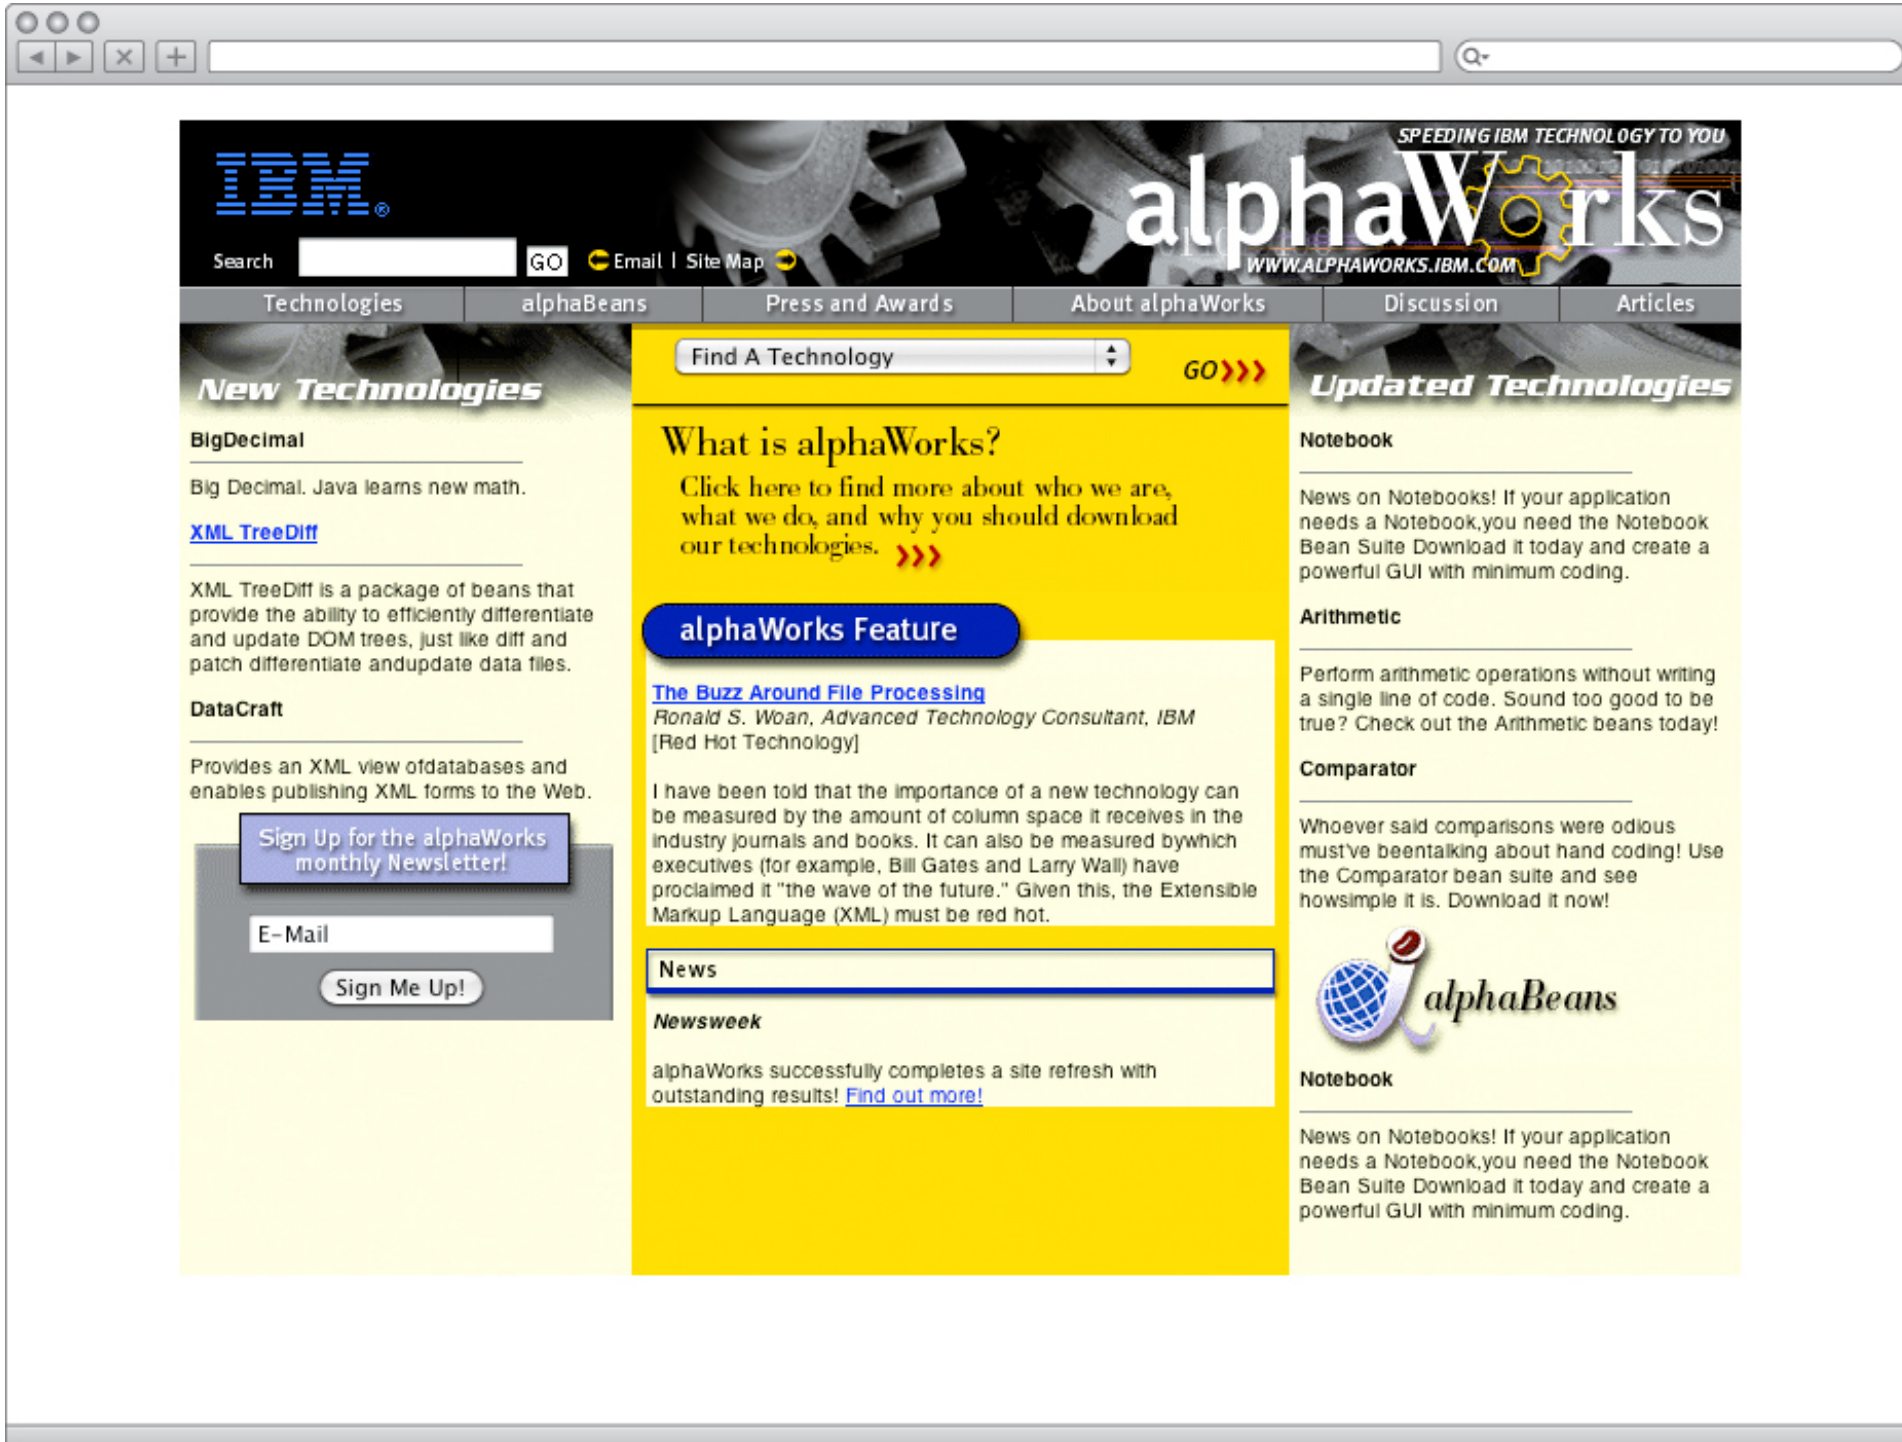 IBM®
SPEEDING IBM TECHNOLOGY TO YOU
alphaWorks
WWW.ALPHAWORKS.IBM.COM
Search
GO
Email | Site Map
Technologies
alphaBeans
Press and Awards
About alphaWorks
Discussion
Articles
New Technologies
BigDecimal
Big Decimal. Java learns new math.
XML TreeDiff
XML TreeDiff is a package of beans that
provide the ability to efficiently differentiate
and update DOM trees, just like diff and
patch differentiate andupdate data files.
DataCraft
Provides an XML view ofdatabases and
enables publishing XML forms to the Web.
Sign Up for the alphaWorks
monthly Newsletter!
E-Mail
Sign Me Up!
Find A Technology
GO
What is alphaWorks?
Click here to find more about who we are,
what we do, and why you should download
our technologies.
alphaWorks Feature
The Buzz Around File Processing
Ronald S. Woan, Advanced Technology Consultant, IBM
[Red Hot Technology]
I have been told that the importance of a new technology can
be measured by the amount of column space it receives in the
industry journals and books. It can also be measured bywhich
executives (for example, Bill Gates and Larry Wall) have
proclaimed it "the wave of the future." Given this, the Extensible
Markup Language (XML) must be red hot.
News
Newsweek
alphaWorks successfully completes a site refresh with
outstanding results! Find out more!
Updated Technologies
Notebook
News on Notebooks! If your application
needs a Notebook,you need the Notebook
Bean Suite Download it today and create a
powerful GUI with minimum coding.
Arithmetic
Perform arithmetic operations without writing
a single line of code. Sound too good to be
true? Check out the Arithmetic beans today!
Comparator
Whoever said comparisons were odious
must've beentalking about hand coding! Use
the Comparator bean suite and see
howsimple it is. Download it now!
alphaBeans
Notebook
News on Notebooks! If your application
needs a Notebook,you need the Notebook
Bean Suite Download it today and create a
powerful GUI with minimum coding.